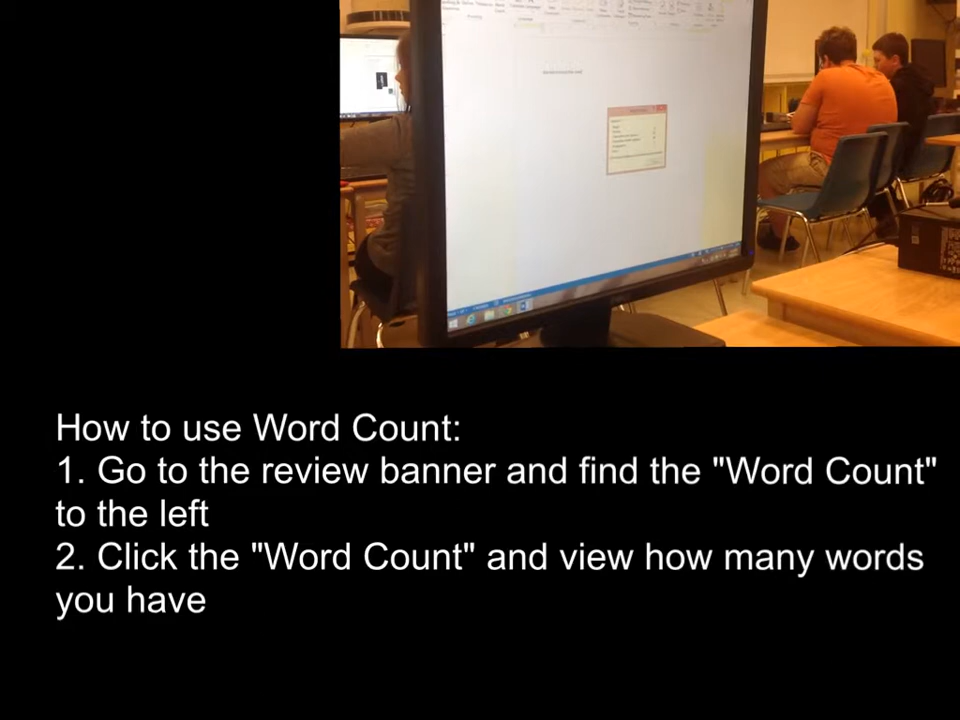 How to use Word Count:
1. Go to the review banner and find the "Word Count"
to the left
2. Click the "Word Count" and view how many words
you have